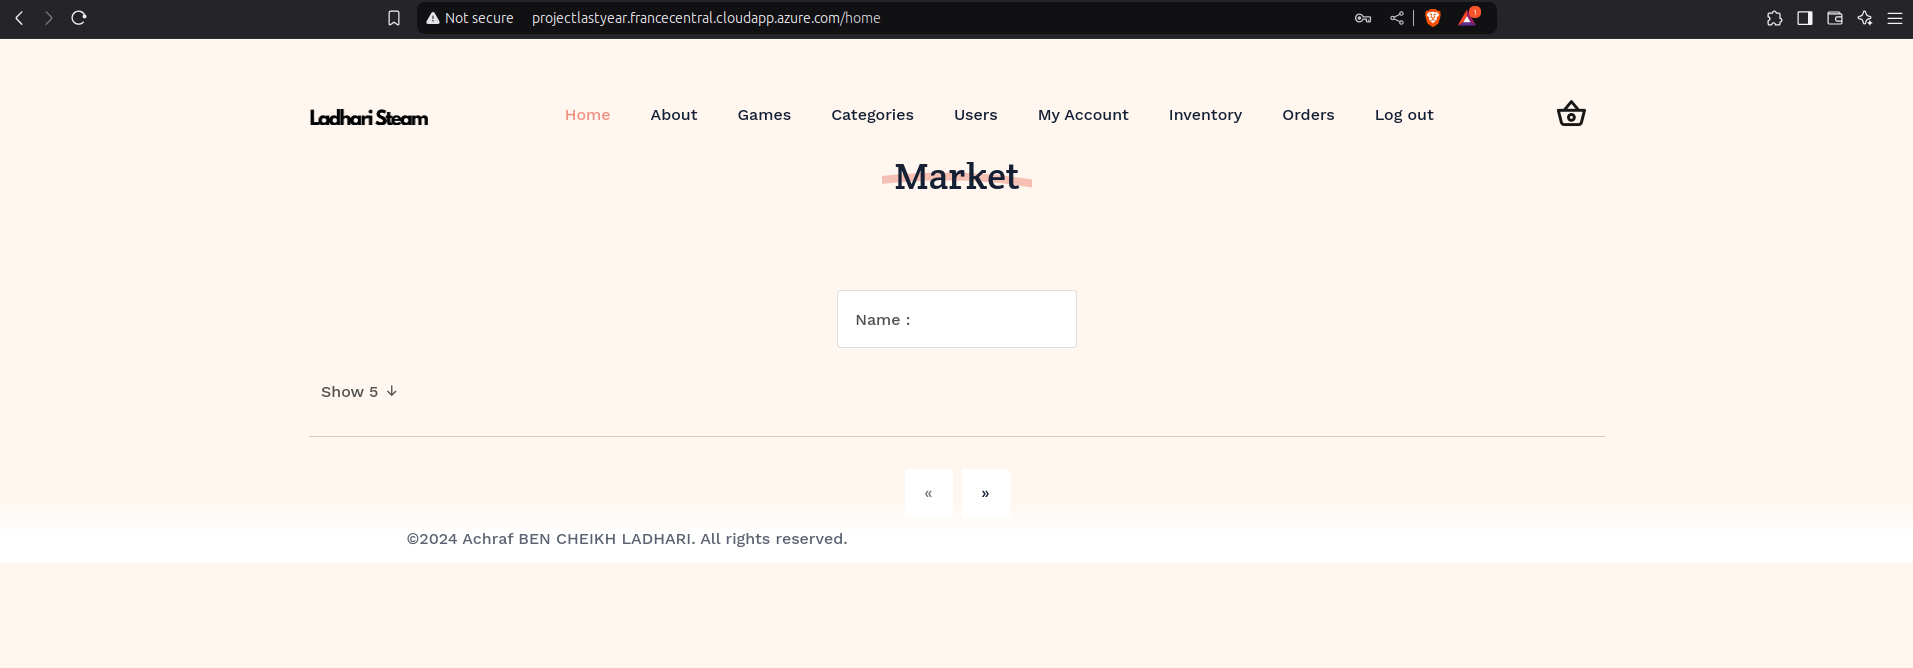 Not secure projectlastyear.francecentral.cloudapp.azure.com/home
1
Ladhari Steam Home About Games Categories Users My Account Inventory Orders Log out
Market
Name :
Show 5 ↓
« »
©2024 Achraf BEN CHEIKH LADHARI. All rights reserved.